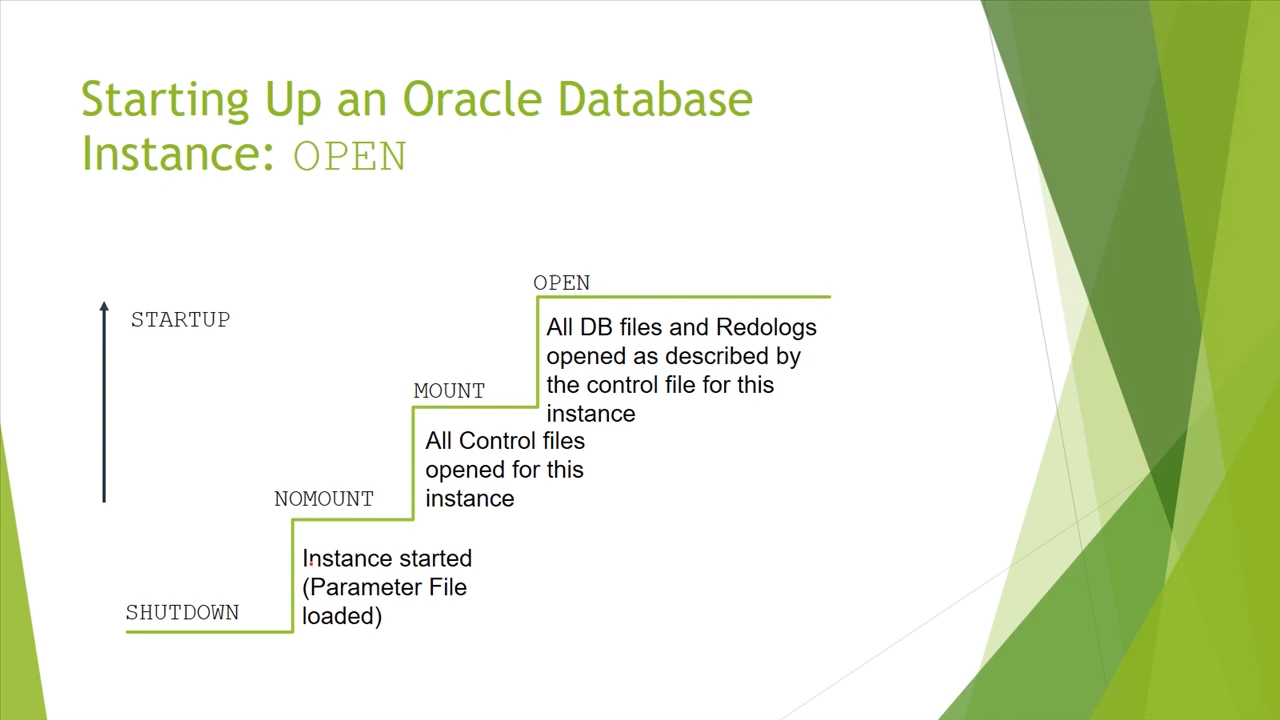 Starting Up an Oracle Database
Instance: OPEN
OPEN
STARTUP
All DB files and Redologs
opened as described by
the control file for this
instance
MOUNT
All Control files
opened for this
instance
NOMOUNT
Instance started
(Parameter File
loaded)
SHUTDOWN